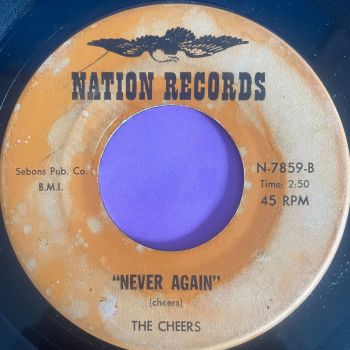 NATION RECORDS
Sebons Pub. Co.
B.M.I.
N-7859-B
Time: 2:50
45 RPM
"NEVER AGAIN"
(cheers)
THE CHEERS